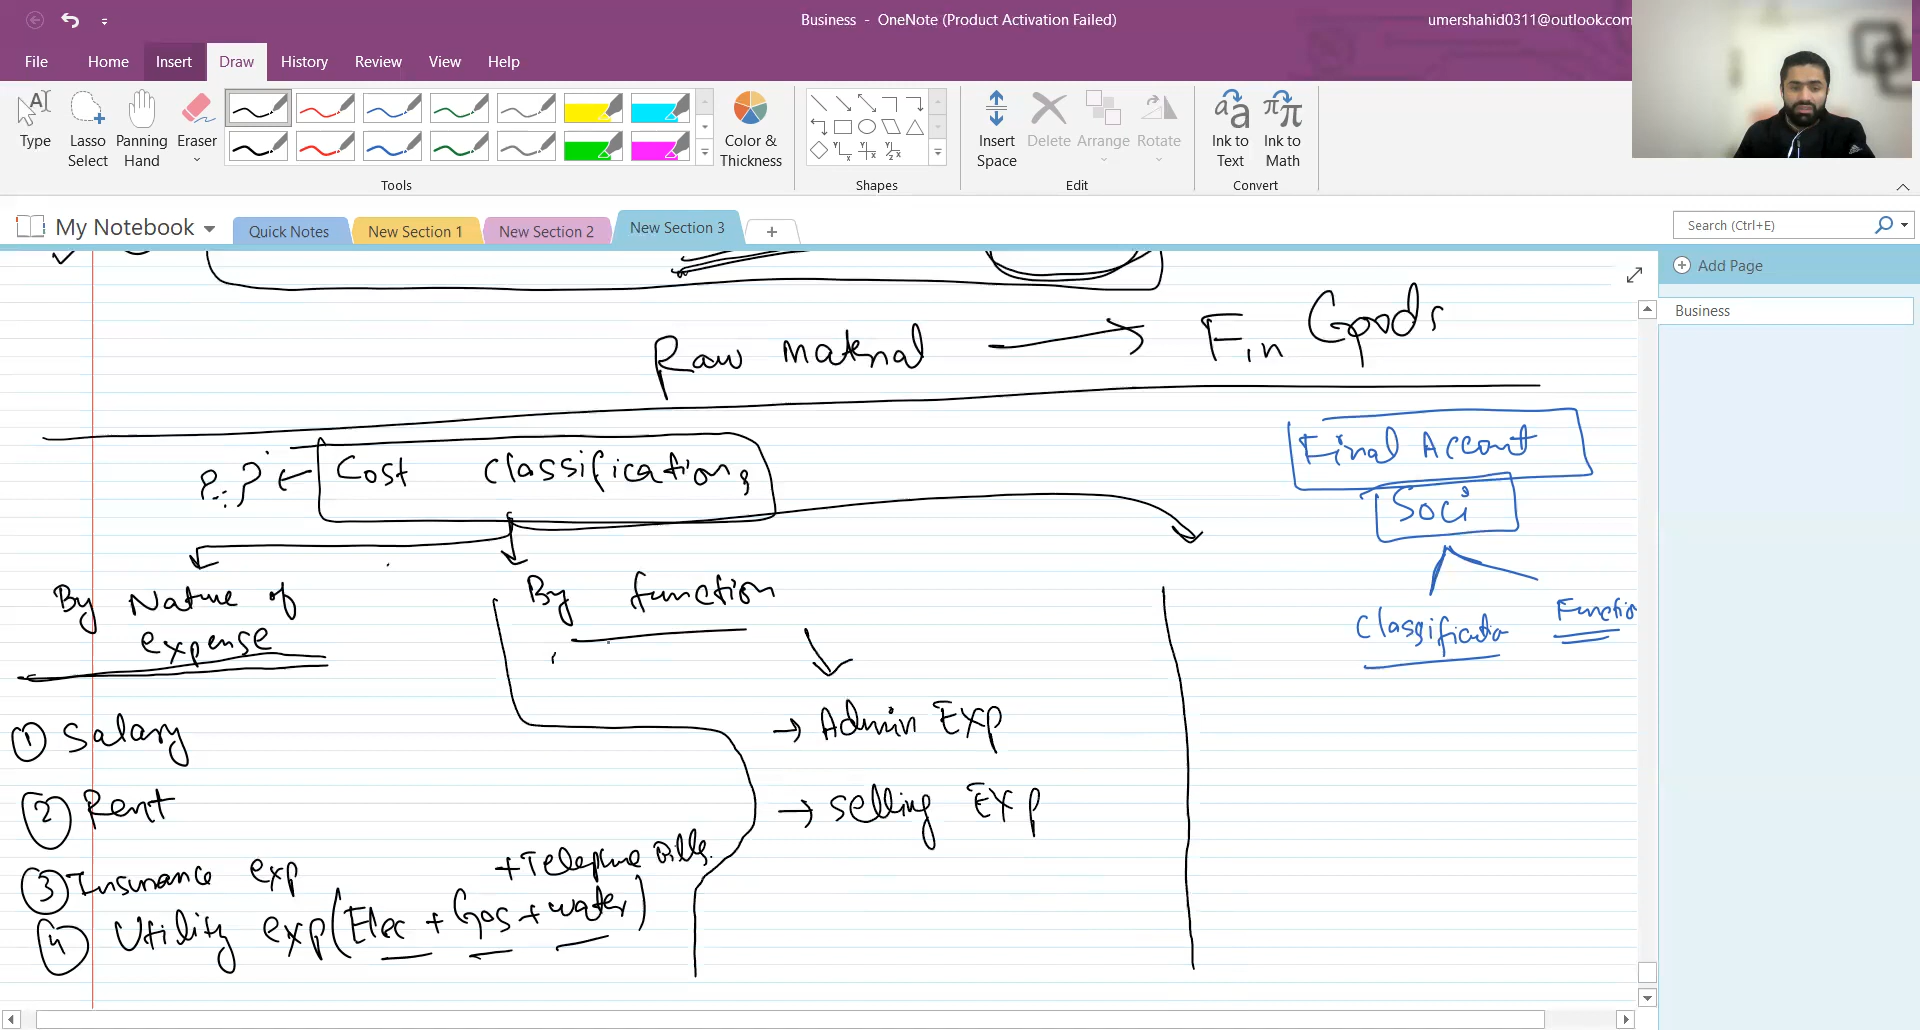 Business - OneNote (Product Activation Failed)
umershahid0311@outlook.com
File Home Insert Draw History Review View Help
Type
Lasso Select
Panning Hand
Eraser
Color & Thickness
Insert Space
Delete
Arrange
Rotate
Ink to Text
Ink to Math
Tools
Shapes
Edit
Convert
My Notebook
Quick Notes
New Section 1
New Section 2
New Section 3
Search (Ctrl+E)
Add Page
Business
Raw Material → Fin Goods
Final Account
SOCI
Classificatio
Functio
??
Cost Classifications
By Nature of
expense
By function
① Salary
② Rent
③ Insurance exp
+Telephone Bills.
④ Utility exp (Elec + Gas + water)
→ Admin EXP
→ Selling EXP